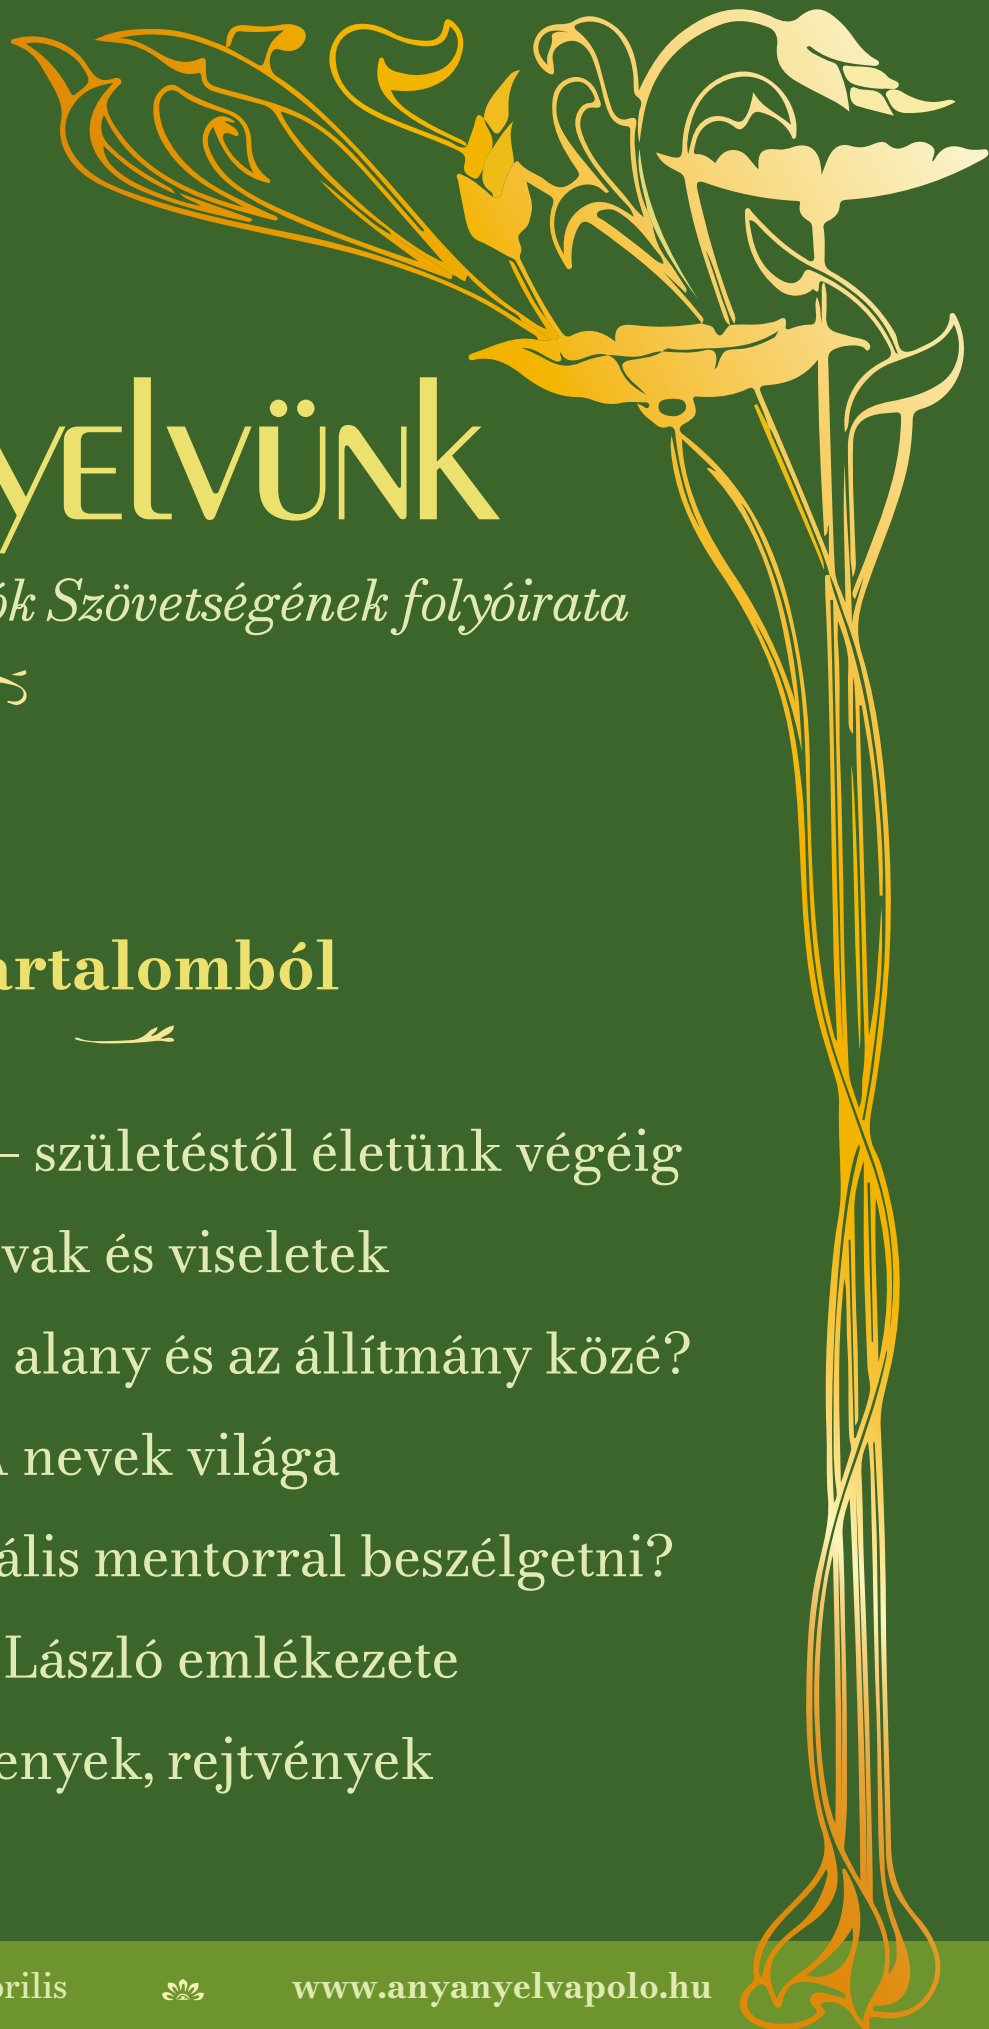 yelvünk
ók Szövetségének folyóirata
artalomból
– születéstől életünk végéig
vak és viseletek
alany és az állítmány közé?
A nevek világa
ális mentorral beszélgetni?
László emlékezete
enyek, rejtvények
prilis www.anyanyelvapolo.hu